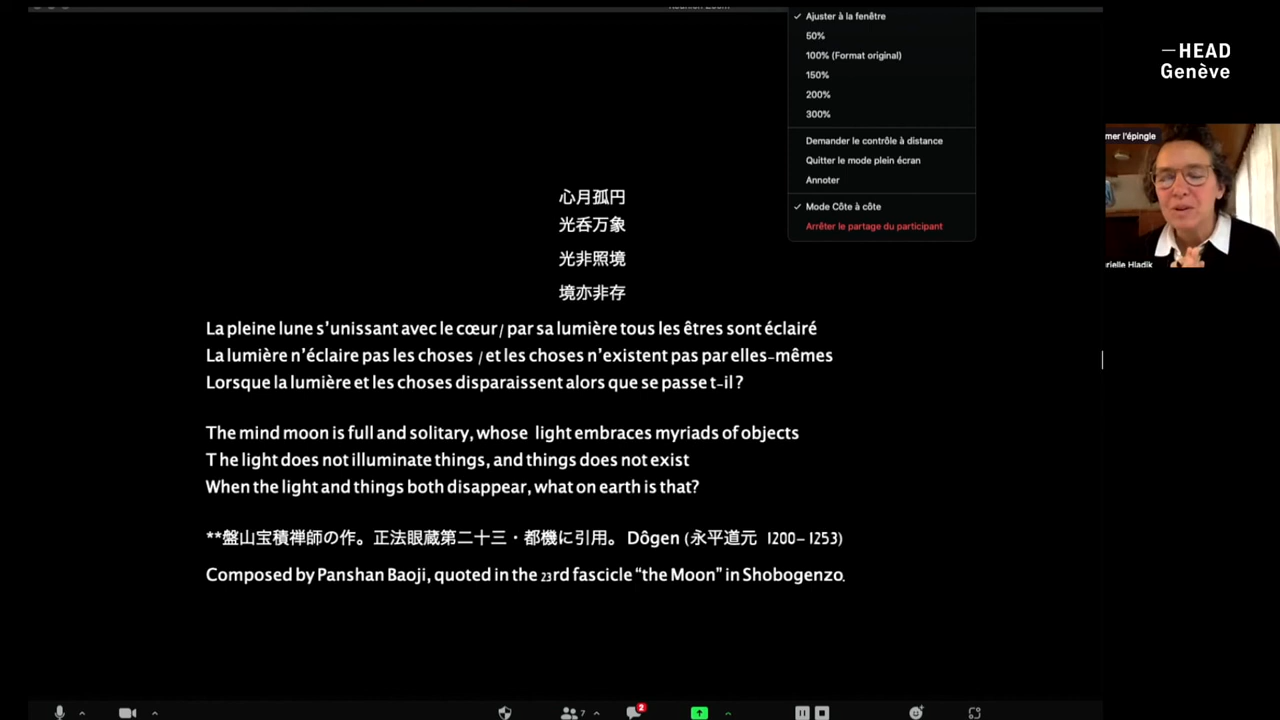 Ajuster à la fenêtre
50%
100% (Format original)
150%
200%
300%
Demander le contrôle à distance
Quitter le mode plein écran
Annoter
Mode Côte à côte
Arrêter le partage du participant
—HEAD
Genève
l'épingle
Hladik
心月孤円
光呑万象
光非照境
境亦非存
La pleine lune s’unissant avec le cœur/ par sa lumière tous les êtres sont éclairé
La lumière n’éclaire pas les choses / et les choses n’existent pas par elles-mêmes
Lorsque la lumière et les choses disparaissent alors que se passe t-il ?
The mind moon is full and solitary, whose light embraces myriads of objects
T he light does not illuminate things, and things does not exist
When the light and things both disappear, what on earth is that?
**盤山宝積禅師の作。正法眼蔵第二十三・都機に引用。 Dôgen (永平道元 1200– 1253)
Composed by Panshan Baoji, quoted in the 23rd fascicle “the Moon” in Shobogenzo.
7
2